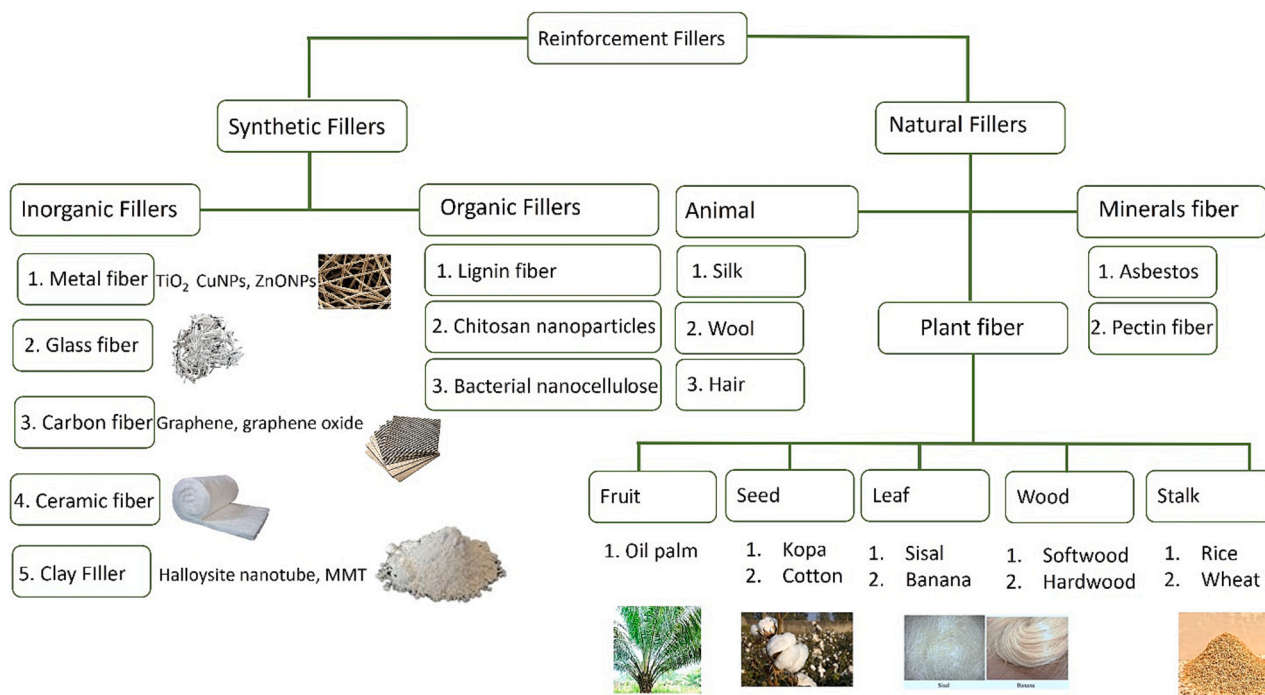 Reinforcement Fillers
Synthetic Fillers
Natural Fillers
Inorganic Fillers
Organic Fillers
Animal
Minerals fiber
1. Metal fiber
TiO₂ CuNPs, ZnONPs
2. Glass fiber
3. Carbon fiber
Graphene, graphene oxide
4. Ceramic fiber
5. Clay FIller
Halloysite nanotube, MMT
1. Lignin fiber
2. Chitosan nanoparticles
3. Bacterial nanocellulose
1. Silk
2. Wool
3. Hair
1. Asbestos
2. Pectin fiber
Plant fiber
Fruit
Seed
Leaf
Wood
Stalk
1. Oil palm
1. Kopa
2. Cotton
1. Sisal
2. Banana
1. Softwood
2. Hardwood
1. Rice
2. Wheat
Sisal
Banana